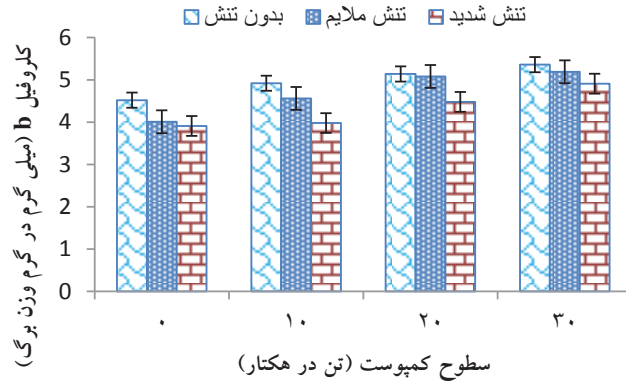 بدون تنش تنش ملایم تنش شدید
کلروفیل b (میلی گرم در گرم وزن برگ)
6
5
4
3
2
1
0
۰ ۱۰ ۲۰ ۳۰
سطوح کمپوست (تن در هکتار)